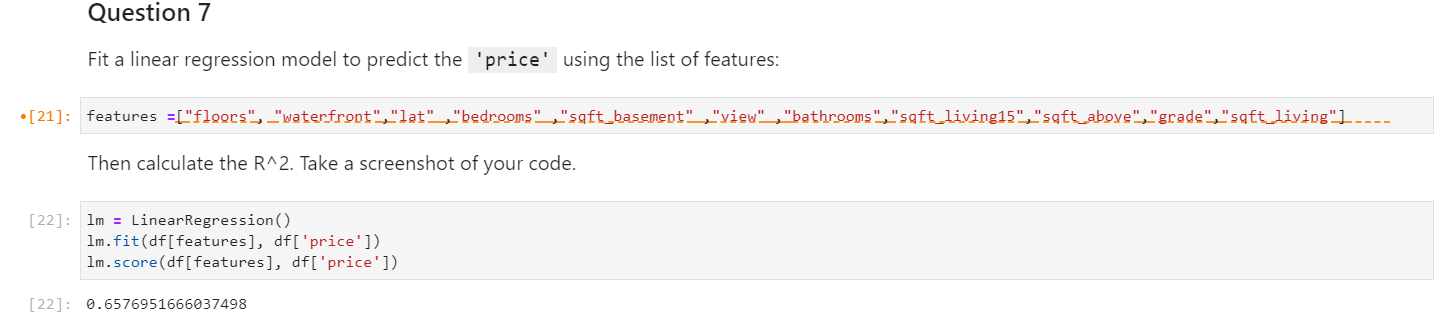 Question 7
Fit a linear regression model to predict the 'price' using the list of features:
•[21]: features =["floors", "waterfront","lat" ,"bedrooms" ,"sqft_basement" ,"view" ,"bathrooms","sqft_living15","sqft_above","grade","sqft_living"]
Then calculate the R^2. Take a screenshot of your code.
[22]: lm = LinearRegression()
lm.fit(df[features], df['price'])
lm.score(df[features], df['price'])
[22]: 0.6576951666037498